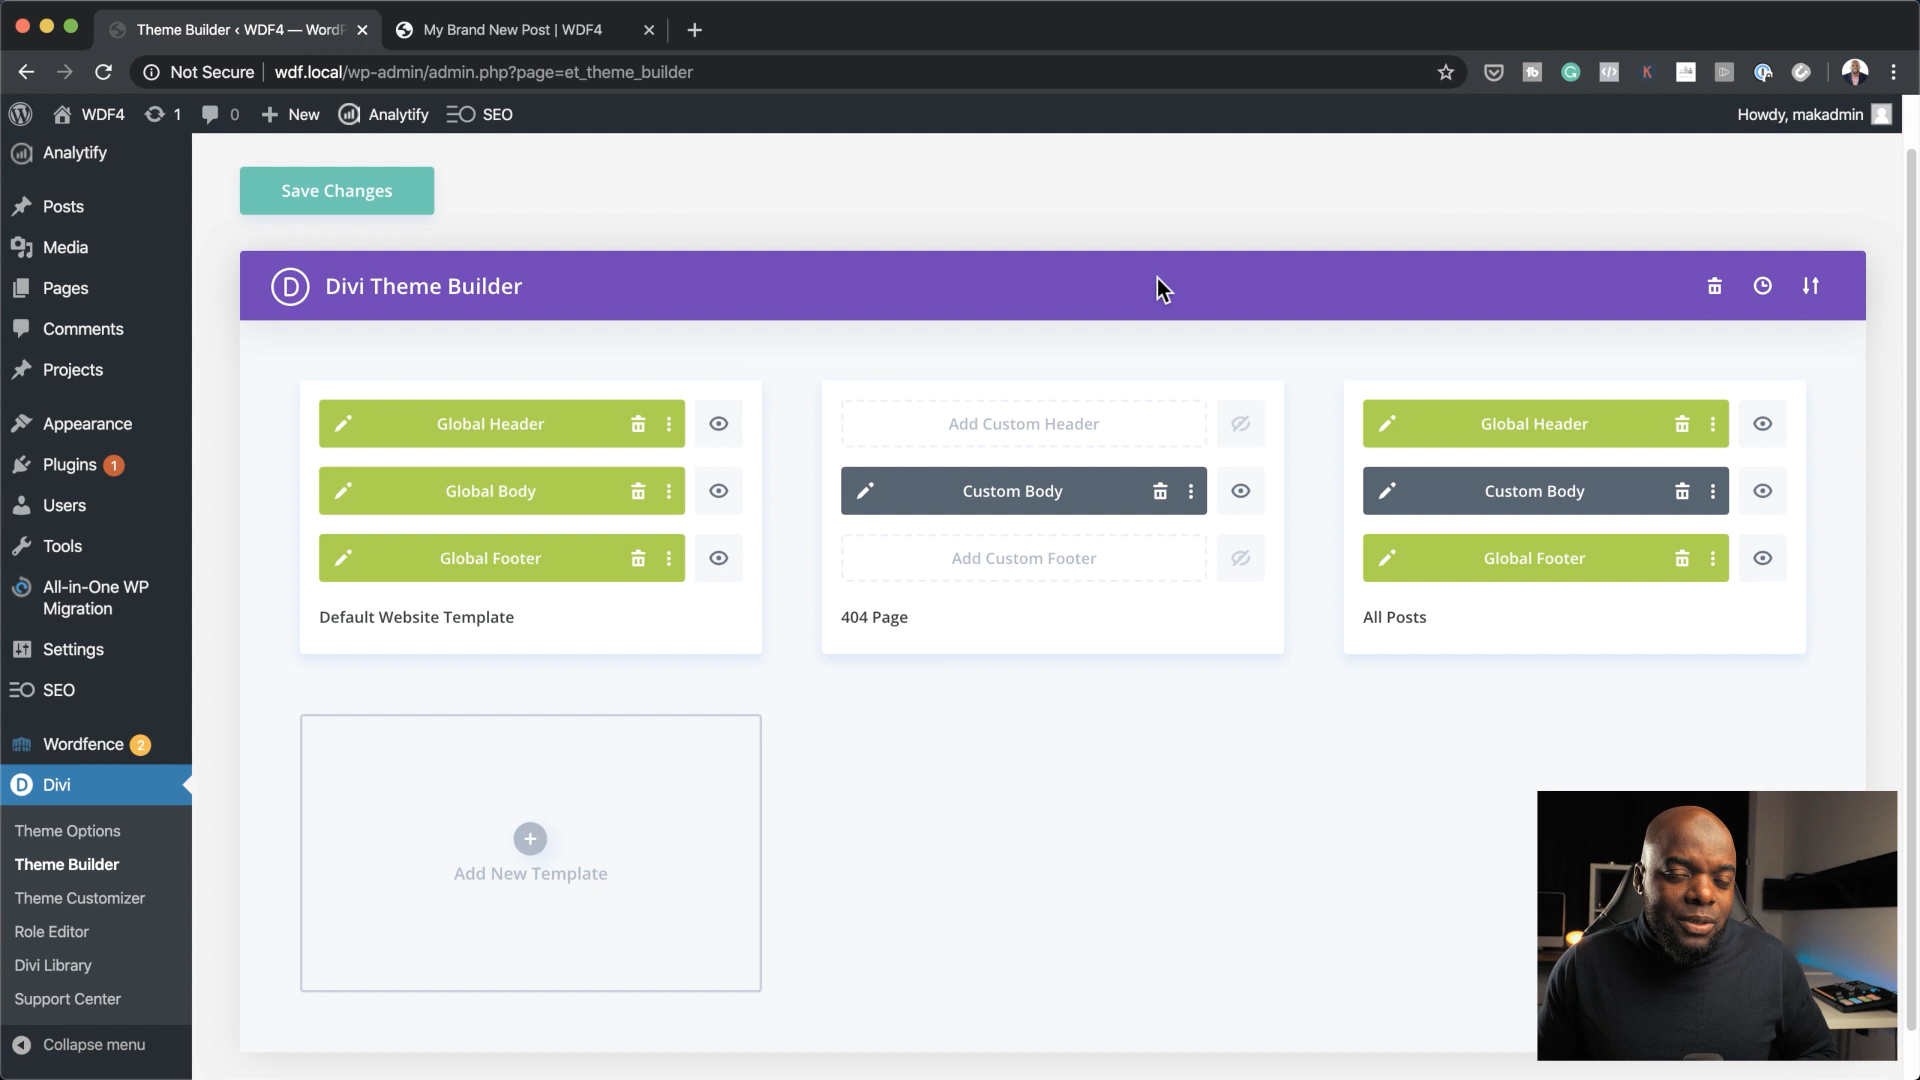 Theme Builder ‹ WDF4 — WordP
My Brand New Post | WDF4
Not Secure wdf.local/wp-admin/admin.php?page=et_theme_builder
WDF4 1 0 New Analytify SEO Howdy, makadmin
Analytify
Posts
Media
Pages
Comments
Projects
Appearance
Plugins 1
Users
Tools
All-in-One WP
Migration
Settings
SEO
Wordfence 2
Divi
Theme Options
Theme Builder
Theme Customizer
Role Editor
Divi Library
Support Center
Collapse menu
Save Changes
D Divi Theme Builder
Global Header
Global Body
Global Footer
Default Website Template
Add Custom Header
Custom Body
Add Custom Footer
404 Page
Global Header
Custom Body
Global Footer
All Posts
Add New Template